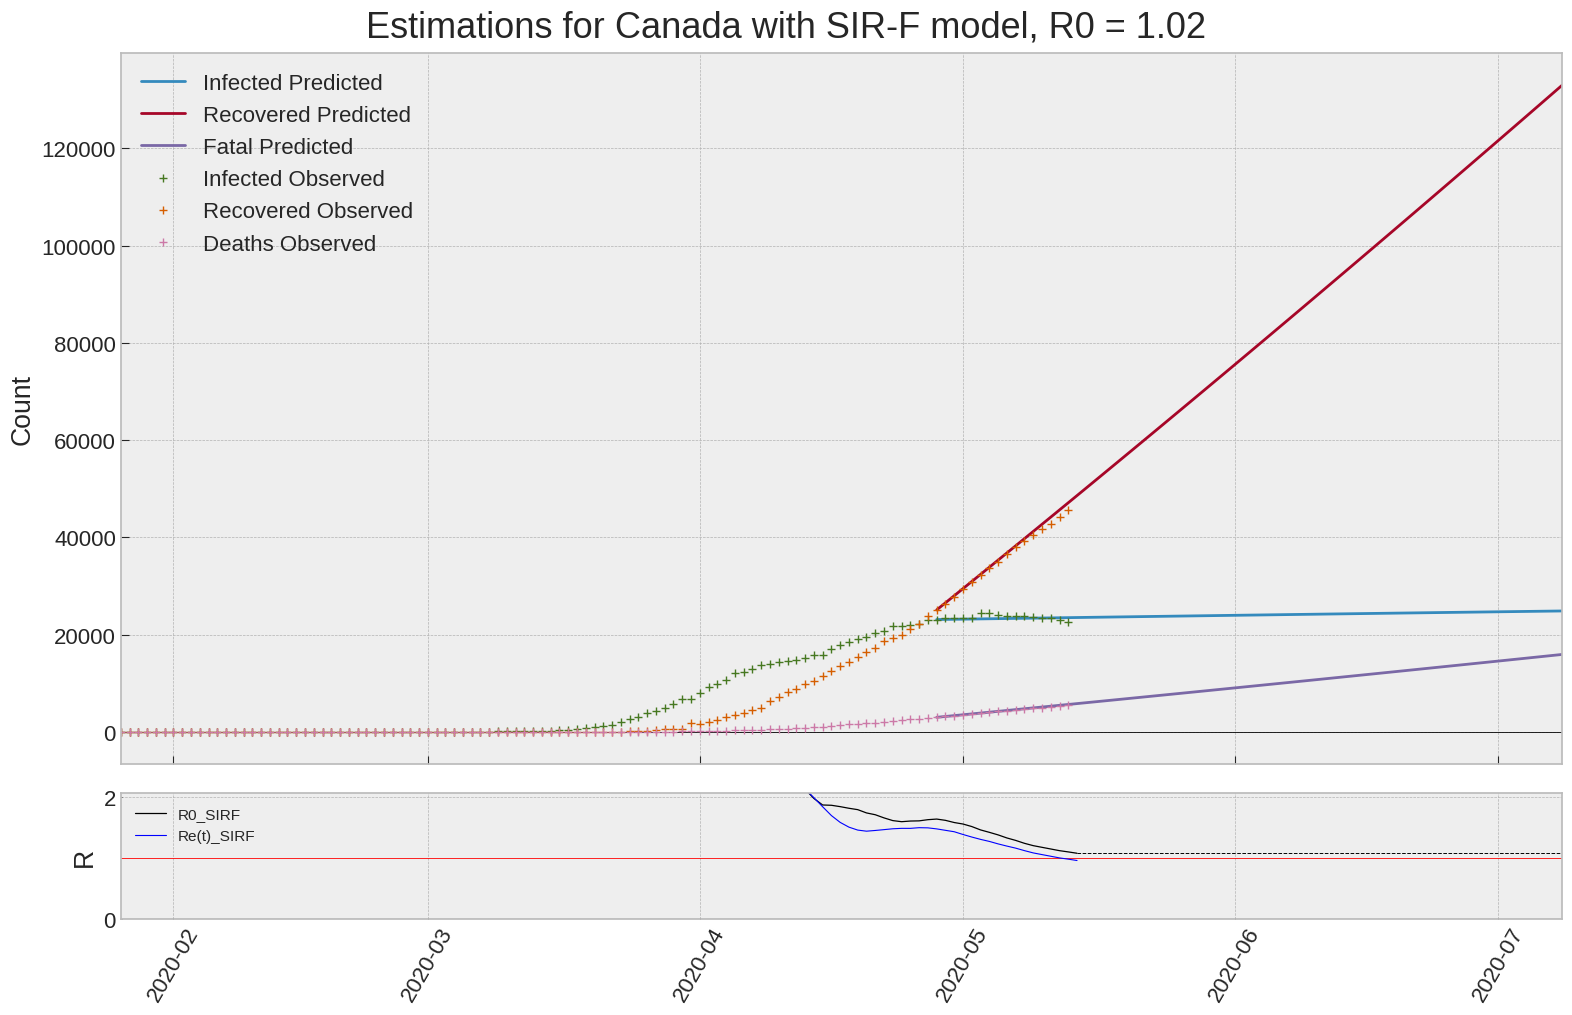 Estimations for Canada with SIR-F model, R0 = 1.02
Infected Predicted
Recovered Predicted
Fatal Predicted
Infected Observed
Recovered Observed
Deaths Observed
120000
100000
80000
60000
40000
20000
0
Count
2
0
R
R0_SIRF
Re(t)_SIRF
2020-02
2020-03
2020-04
2020-05
2020-06
2020-07